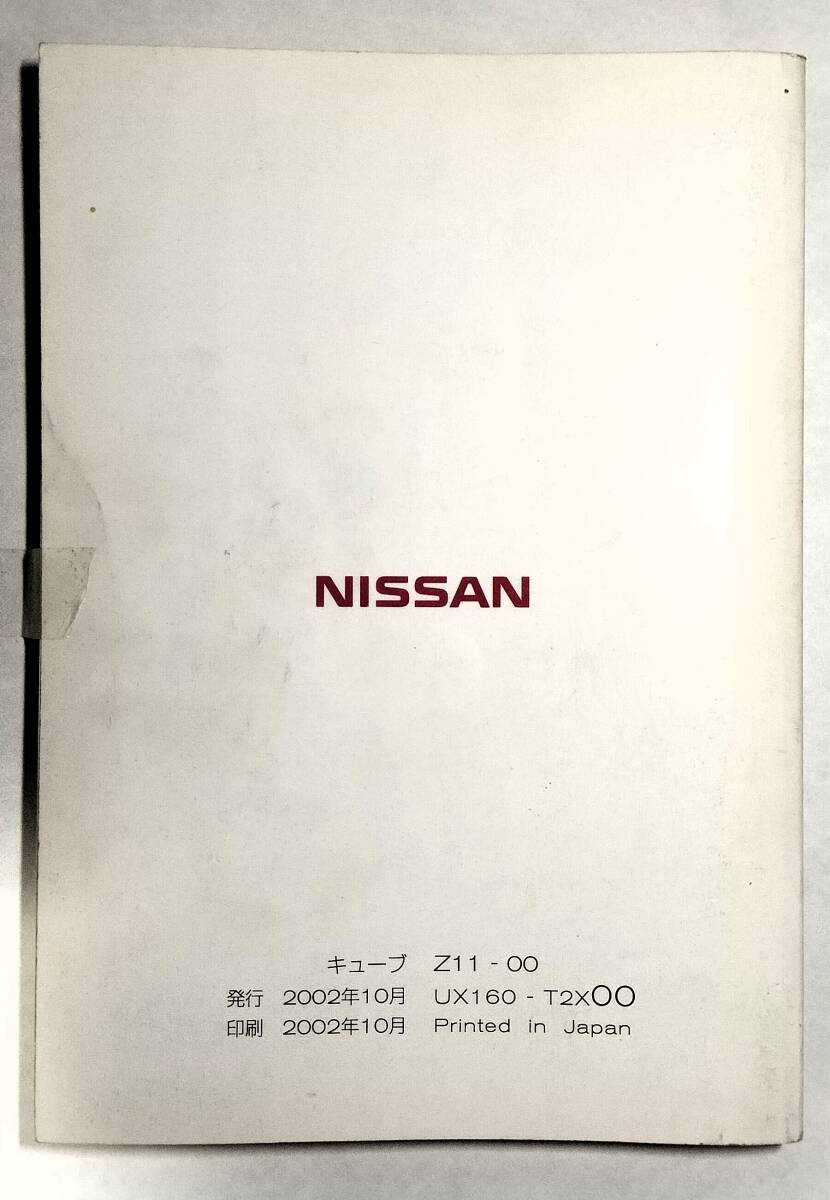 NISSAN
キューブ Z11 - 00
発行 2002年10月 UX160 - T2X00
印刷 2002年10月 Printed in Japan